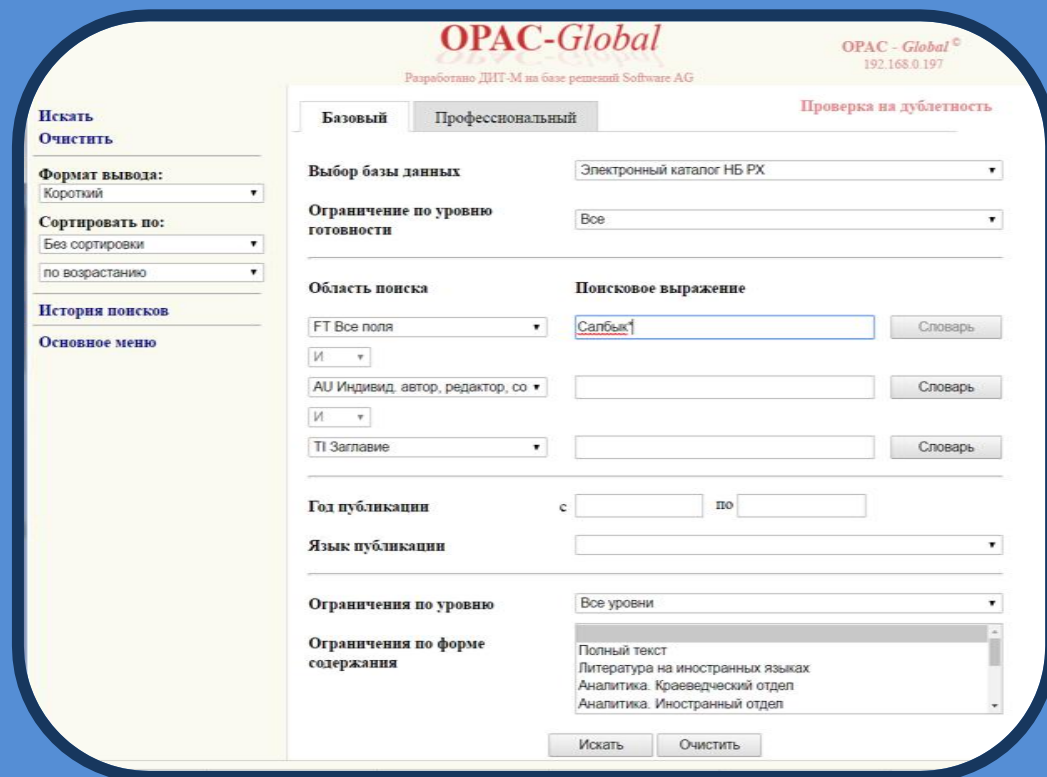 OPAC-Global
Разработано ДИТ-М на базе решений Software AG
OPAC - Global ©
192.168.0.197
Искать
Очистить
Формат вывода:
Короткий
Сортировать по:
Без сортировки
по возрастанию
История поисков
Основное меню
Базовый Профессиональный
Проверка на дублетность
Выбор базы данных Электронный каталог НБ РХ
Ограничение по уровню
готовности
Все
Область поиска Поисковое выражение
FT Все поля Салбык* Словарь
И
AU Индивид. автор, редактор, со Словарь
И
TI Заглавие Словарь
Год публикации с по
Язык публикации
Ограничения по уровню Все уровни
Ограничения по форме
содержания
Полный текст
Литература на иностранных языках
Аналитика. Краеведческий отдел
Аналитика. Иностранный отдел
Искать Очистить